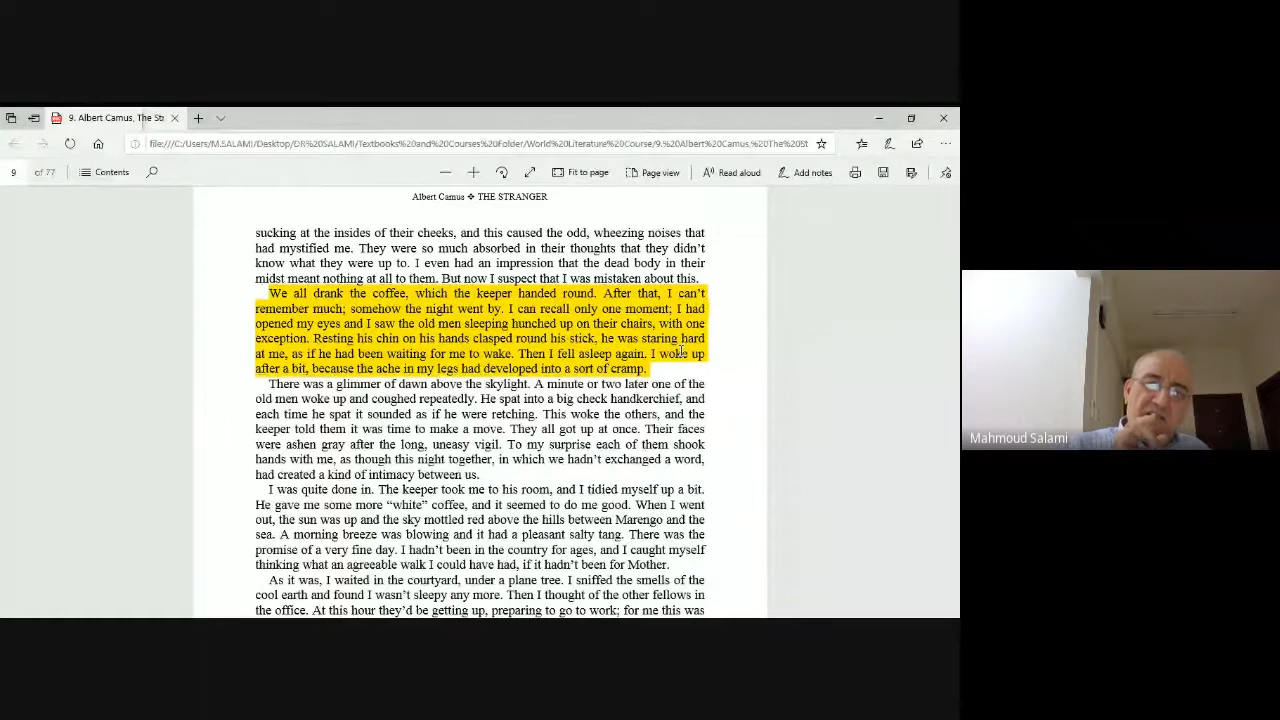 9. Albert Camus, The Str
file:///C:/Users/M.SALAMI/Desktop/DR%20SALAMI/Textbooks%20and%20Courses%20Folder/World%20Literature%20Course/9.%20Albert%20Camus,%20The%20St
9 of 77 Contents Fit to page Page view Read aloud Add notes
Albert Camus ❖ THE STRANGER
sucking at the insides of their cheeks, and this caused the odd, wheezing noises that
had mystified me. They were so much absorbed in their thoughts that they didn’t
know what they were up to. I even had an impression that the dead body in their
midst meant nothing at all to them. But now I suspect that I was mistaken about this.
We all drank the coffee, which the keeper handed round. After that, I can’t
remember much; somehow the night went by. I can recall only one moment; I had
opened my eyes and I saw the old men sleeping hunched up on their chairs, with one
exception. Resting his chin on his hands clasped round his stick, he was staring hard
at me, as if he had been waiting for me to wake. Then I fell asleep again. I woke up
after a bit, because the ache in my legs had developed into a sort of cramp.
There was a glimmer of dawn above the skylight. A minute or two later one of the
old men woke up and coughed repeatedly. He spat into a big check handkerchief, and
each time he spat it sounded as if he were retching. This woke the others, and the
keeper told them it was time to make a move. They all got up at once. Their faces
were ashen gray after the long, uneasy vigil. To my surprise each of them shook
hands with me, as though this night together, in which we hadn’t exchanged a word,
had created a kind of intimacy between us.
I was quite done in. The keeper took me to his room, and I tidied myself up a bit.
He gave me some more “white” coffee, and it seemed to do me good. When I went
out, the sun was up and the sky mottled red above the hills between Marengo and the
sea. A morning breeze was blowing and it had a pleasant salty tang. There was the
promise of a very fine day. I hadn’t been in the country for ages, and I caught myself
thinking what an agreeable walk I could have had, if it hadn’t been for Mother.
As it was, I waited in the courtyard, under a plane tree. I sniffed the smells of the
cool earth and found I wasn’t sleepy any more. Then I thought of the other fellows in
the office. At this hour they’d be getting up, preparing to go to work; for me this was
Mahmoud Salami